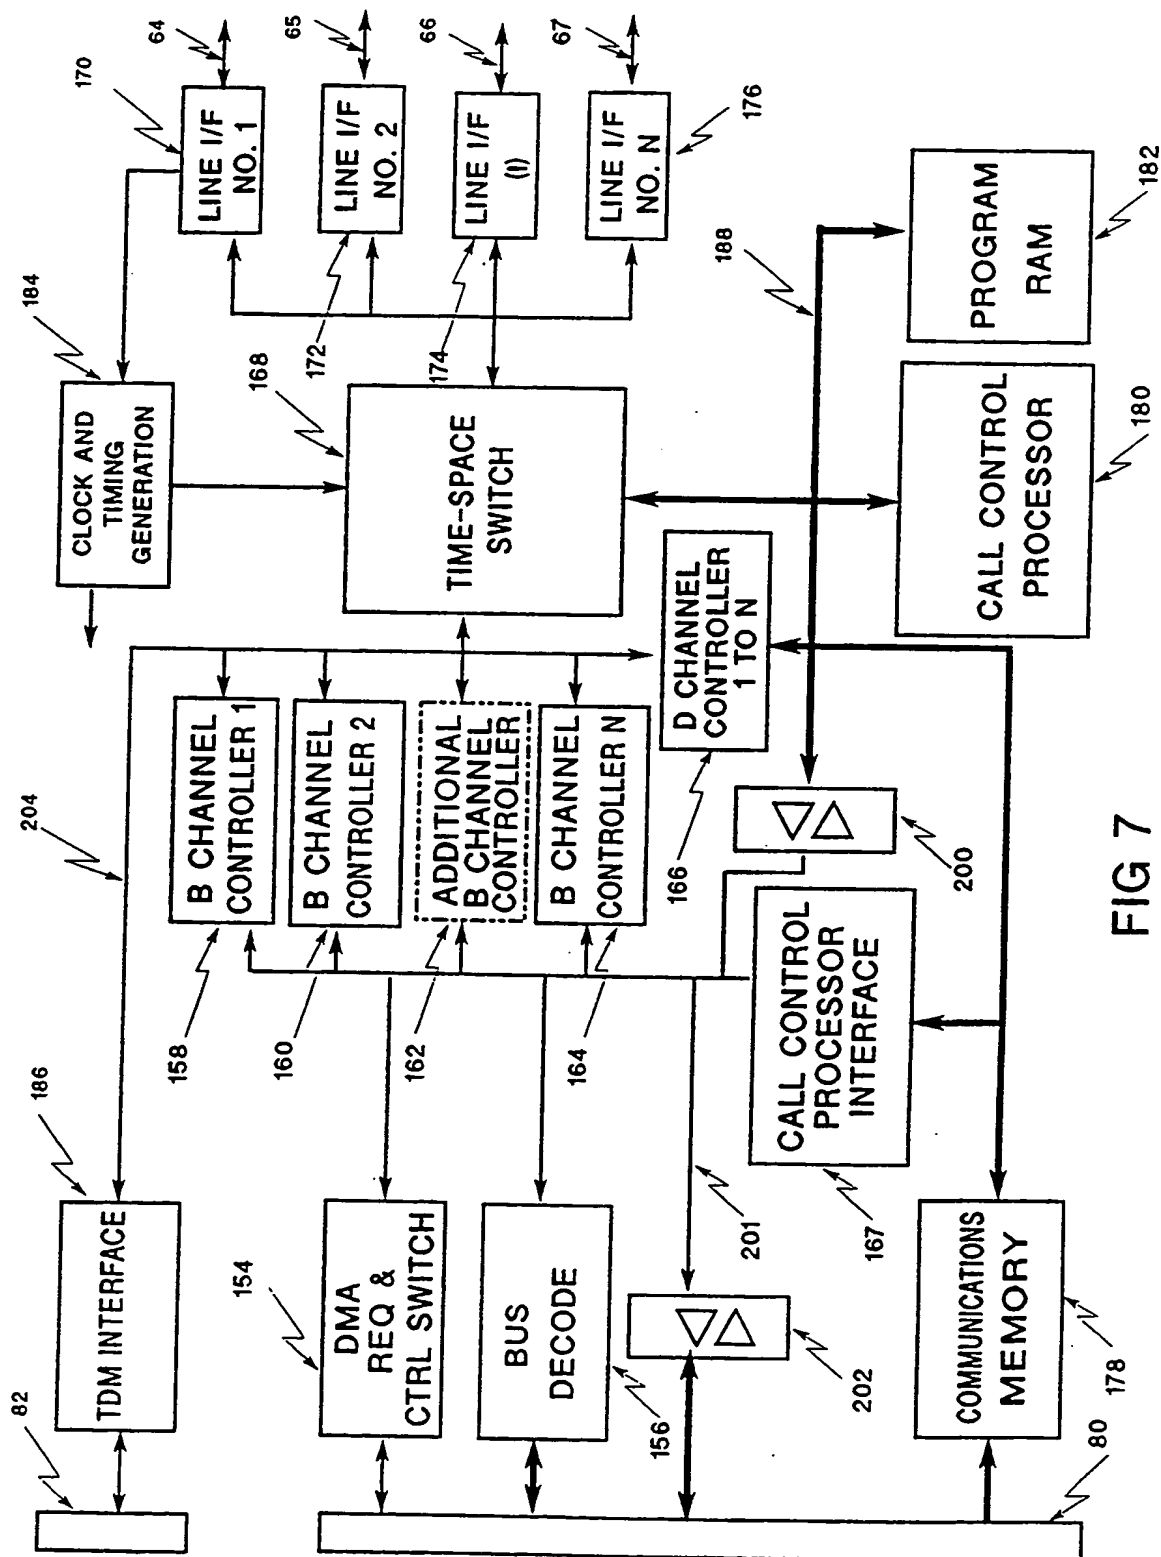 82
186
TDM INTERFACE
204
184
CLOCK AND
TIMING
GENERATION
170
LINE I/F
NO. 1
64
154
DMA
REQ &
CTRL SWITCH
158
B CHANNEL
CONTROLLER 1
160
B CHANNEL
CONTROLLER 2
168
TIME-SPACE
SWITCH
172
LINE I/F
NO. 2
65
156
BUS
DECODE
162
ADDITIONAL
B CHANNEL
CONTROLLER
164
B CHANNEL
CONTROLLER N
174
LINE I/F
(I)
66
LINE I/F
NO. N
67
176
202
201
166
D CHANNEL
CONTROLLER
1 TO N
188
200
167
CALL CONTROL
PROCESSOR
INTERFACE
80
178
COMMUNICATIONS
MEMORY
CALL CONTROL
PROCESSOR
180
PROGRAM
RAM
182
FIG 7